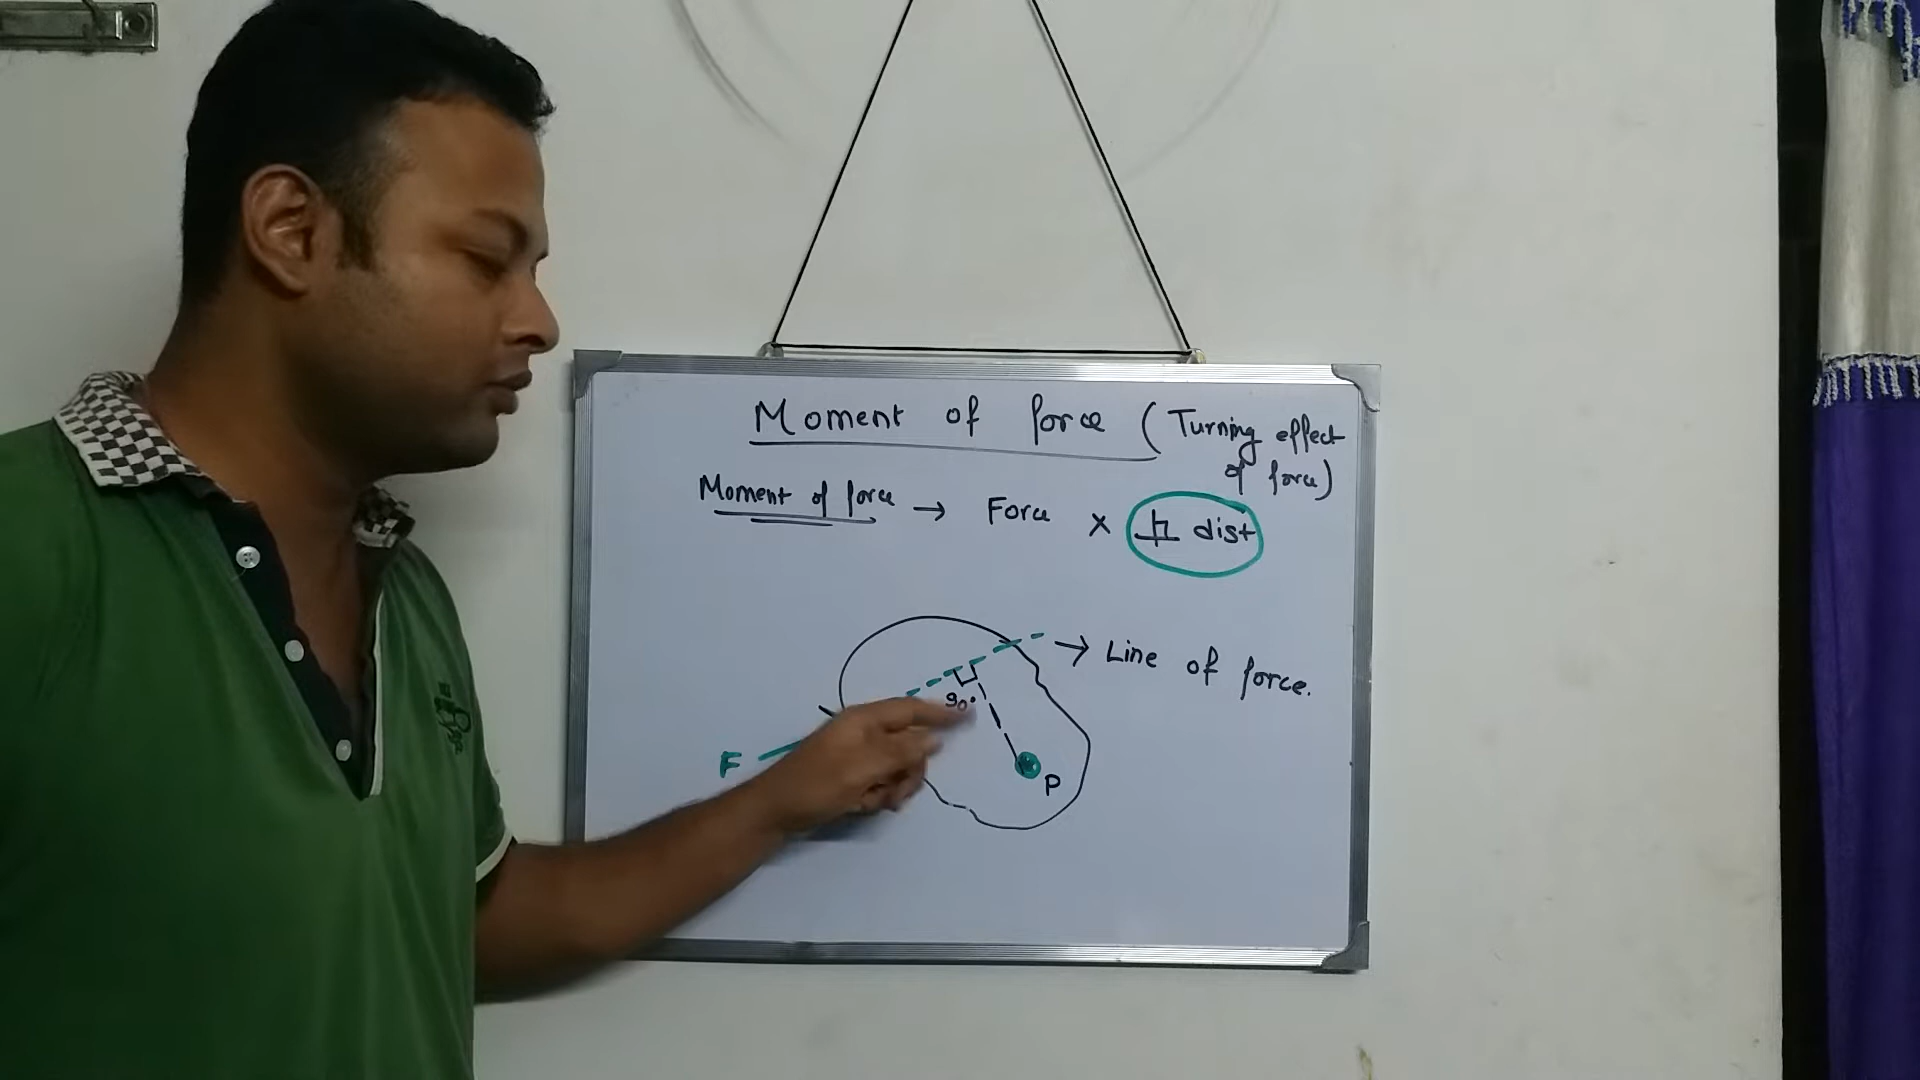 Moment of force (Turning effect
of force)
Moment of force → Force × ⊥ dist
→ Line of force.
90°
F
P